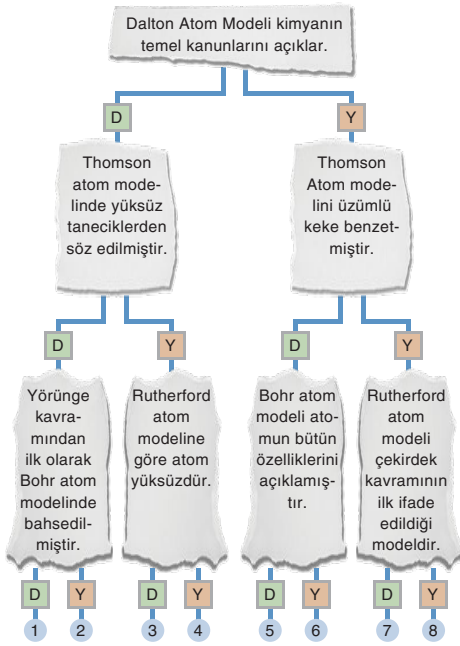 Dalton Atom Modeli kimyanın
temel kanunlarını açıklar.
D
Y
Thomson
atom mode-
linde yüksüz
taneciklerden
söz edilmiştir.
Thomson
Atom mode-
lini üzümlü
keke benzet-
miştir.
D
Y
D
Y
Yörünge
kavra-
mından
ilk olarak
Bohr atom
modelinde
bahsedil-
miştir.
Rutherford
atom
modeline
göre atom
yüksüzdür.
Bohr atom
modeli ato-
mun bütün
özelliklerini
açıklamış-
tır.
Rutherford
atom
modeli
çekirdek
kavramının
ilk ifade
edildiği
modeldir.
D
Y
D
Y
D
Y
D
Y
1
2
3
4
5
6
7
8